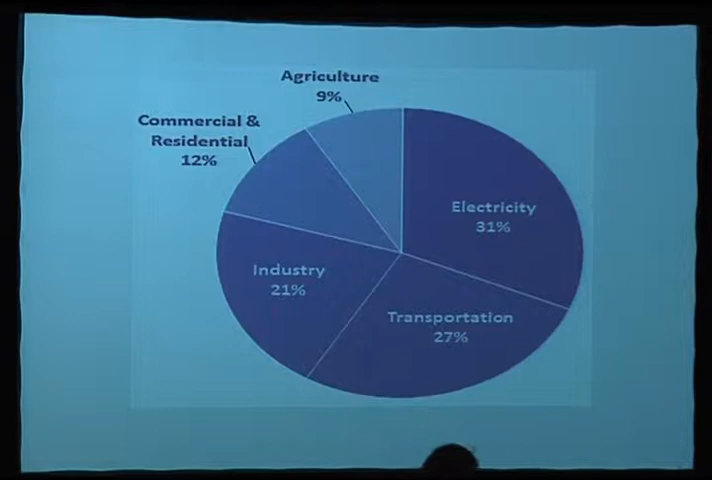 Agriculture
9%
Commercial &
Residential
12%
Electricity
31%
Industry
21%
Transportation
27%